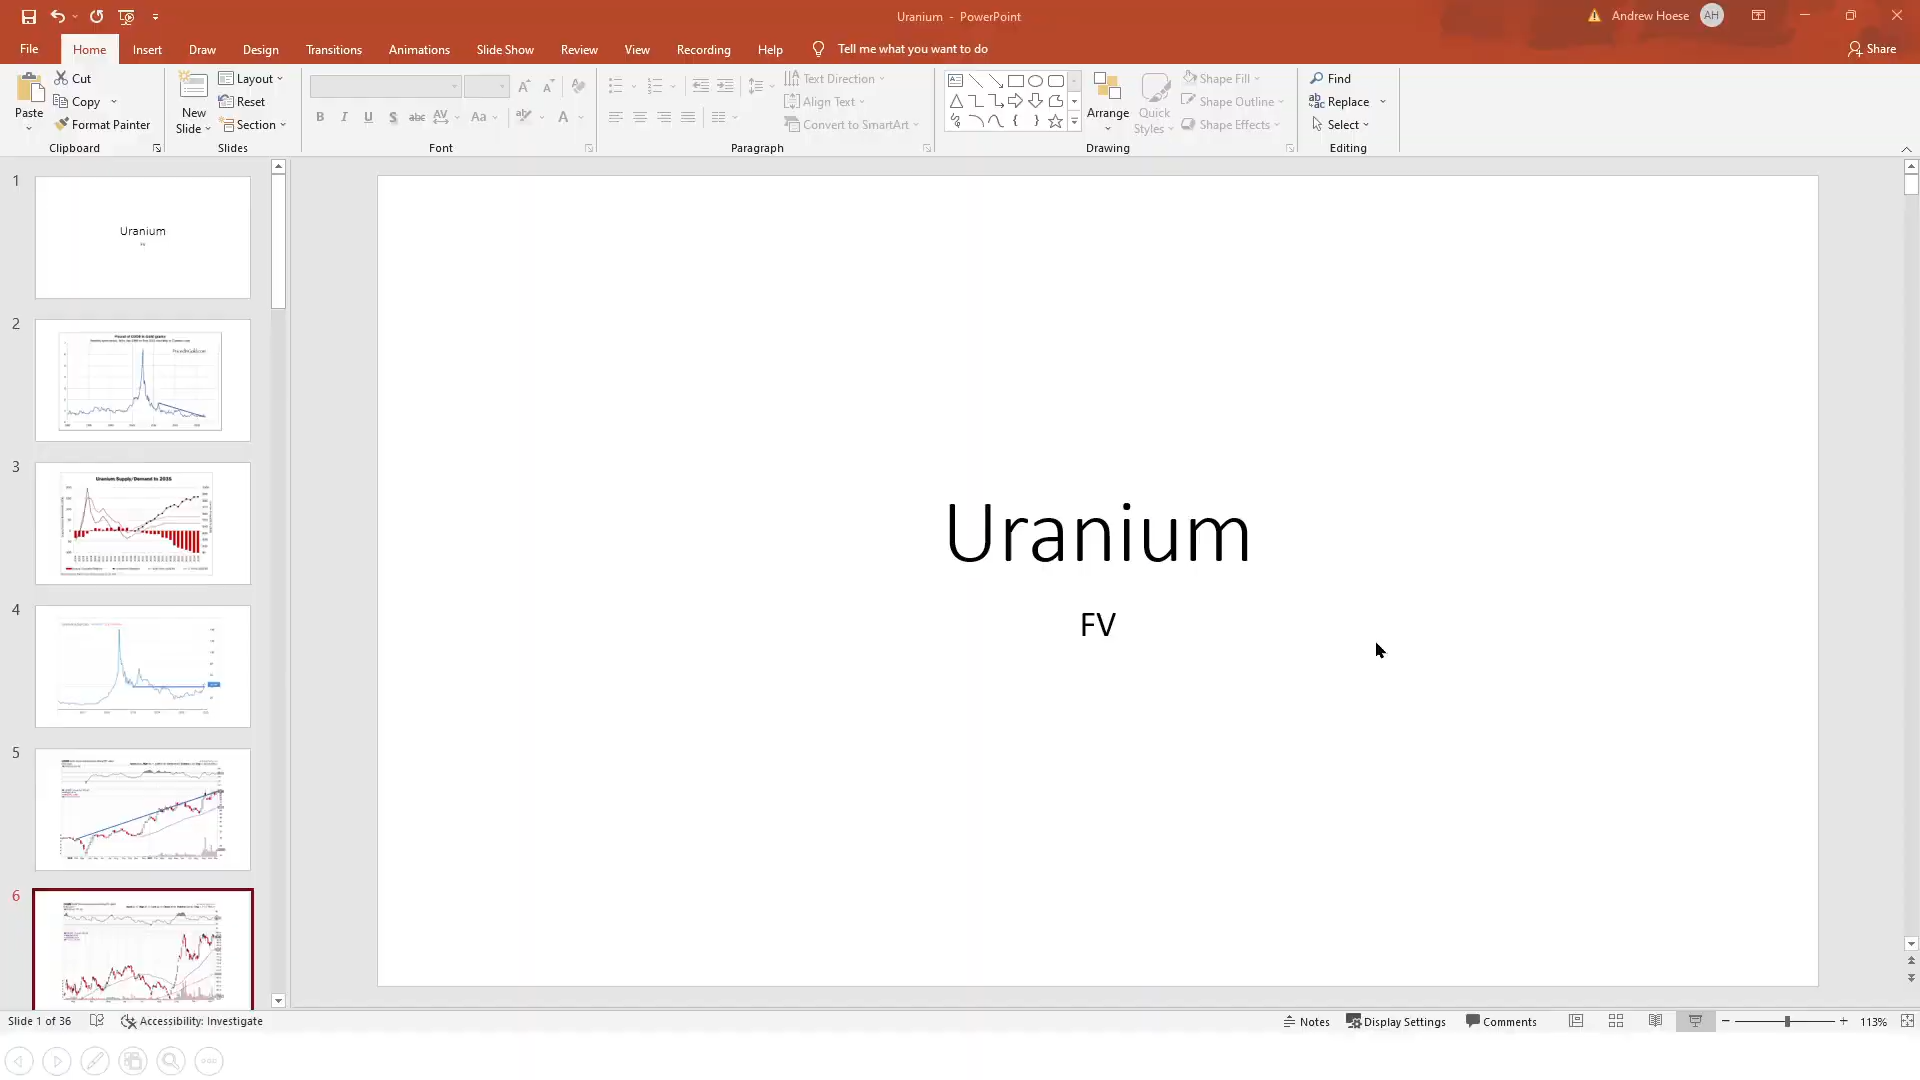 Uranium - PowerPoint
Andrew Hoese
AH
File
Home
Insert
Draw
Design
Transitions
Animations
Slide Show
Review
View
Recording
Help
Tell me what you want to do
Share
Paste
Cut
Copy
Format Painter
Clipboard
New Slide
Layout
Reset
Section
Slides
B I U S abc AV Aa A
Font
Text Direction
Align Text
Convert to SmartArt
Paragraph
Arrange
Quick Styles
Shape Fill
Shape Outline
Shape Effects
Drawing
Find
Replace
Select
Editing
1
Uranium
2
3
Uranium Supply/Demand to 2035
4
5
6
Uranium
FV
Slide 1 of 36
Accessibility: Investigate
Notes
Display Settings
Comments
113%